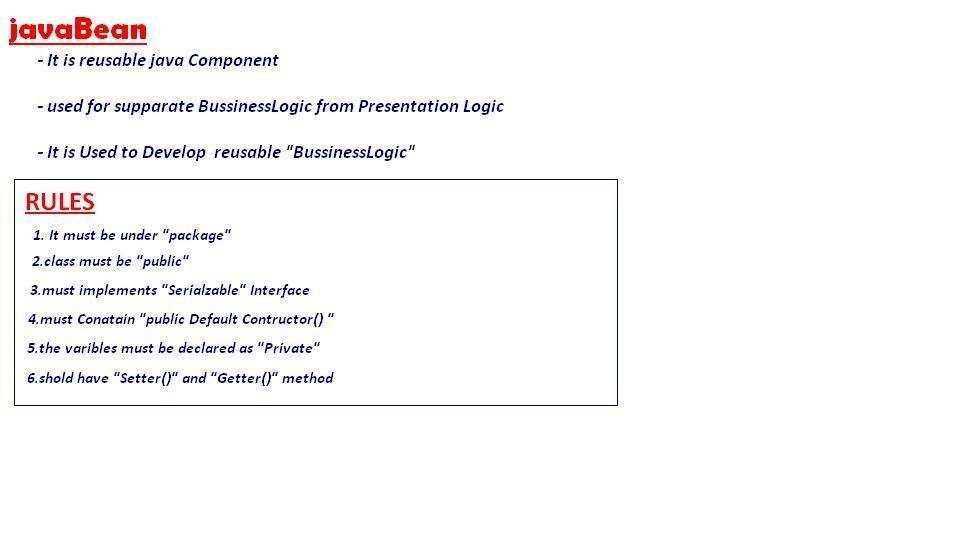 javaBean
- It is reusable java Component
- used for supparate BussinessLogic from Presentation Logic
- It is Used to Develop reusable "BussinessLogic"
RULES
1. It must be under "package"
2.class must be "public"
3.must implements "Serialzable" Interface
4.must Conatain "public Default Contructor() "
5.the varibles must be declared as "Private"
6.shold have "Setter()" and "Getter()" method